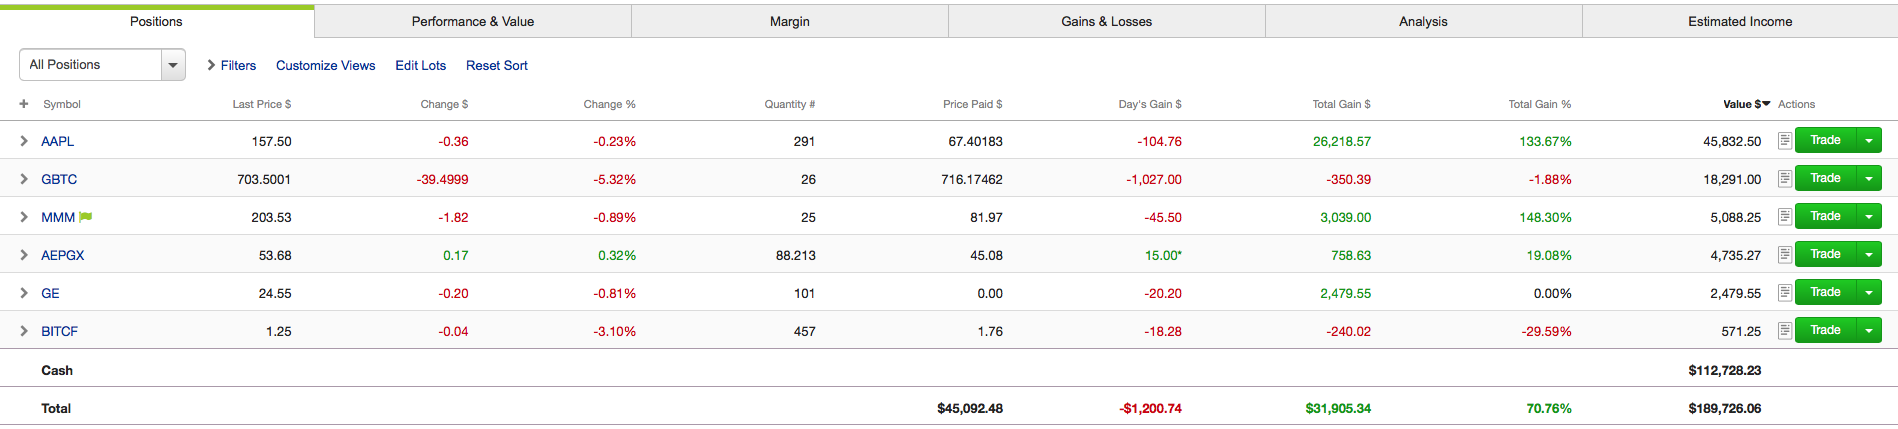 Positions Performance & Value Margin Gains & Losses Analysis Estimated Income
All Positions Filters Customize Views Edit Lots Reset Sort
+ Symbol Last Price $ Change $ Change % Quantity # Price Paid $ Day's Gain $ Total Gain $ Total Gain % Value $ Actions
AAPL 157.50 -0.36 -0.23% 291 67.40183 -104.76 26,218.57 133.67% 45,832.50 Trade
GBTC 703.5001 -39.4999 -5.32% 26 716.17462 -1,027.00 -350.39 -1.88% 18,291.00 Trade
MMM 203.53 -1.82 -0.89% 25 81.97 -45.50 3,039.00 148.30% 5,088.25 Trade
AEPGX 53.68 0.17 0.32% 88.213 45.08 15.00* 758.63 19.08% 4,735.27 Trade
GE 24.55 -0.20 -0.81% 101 0.00 -20.20 2,479.55 0.00% 2,479.55 Trade
BITCF 1.25 -0.04 -3.10% 457 1.76 -18.28 -240.02 -29.59% 571.25 Trade
Cash $112,728.23
Total $45,092.48 -$1,200.74 $31,905.34 70.76% $189,726.06